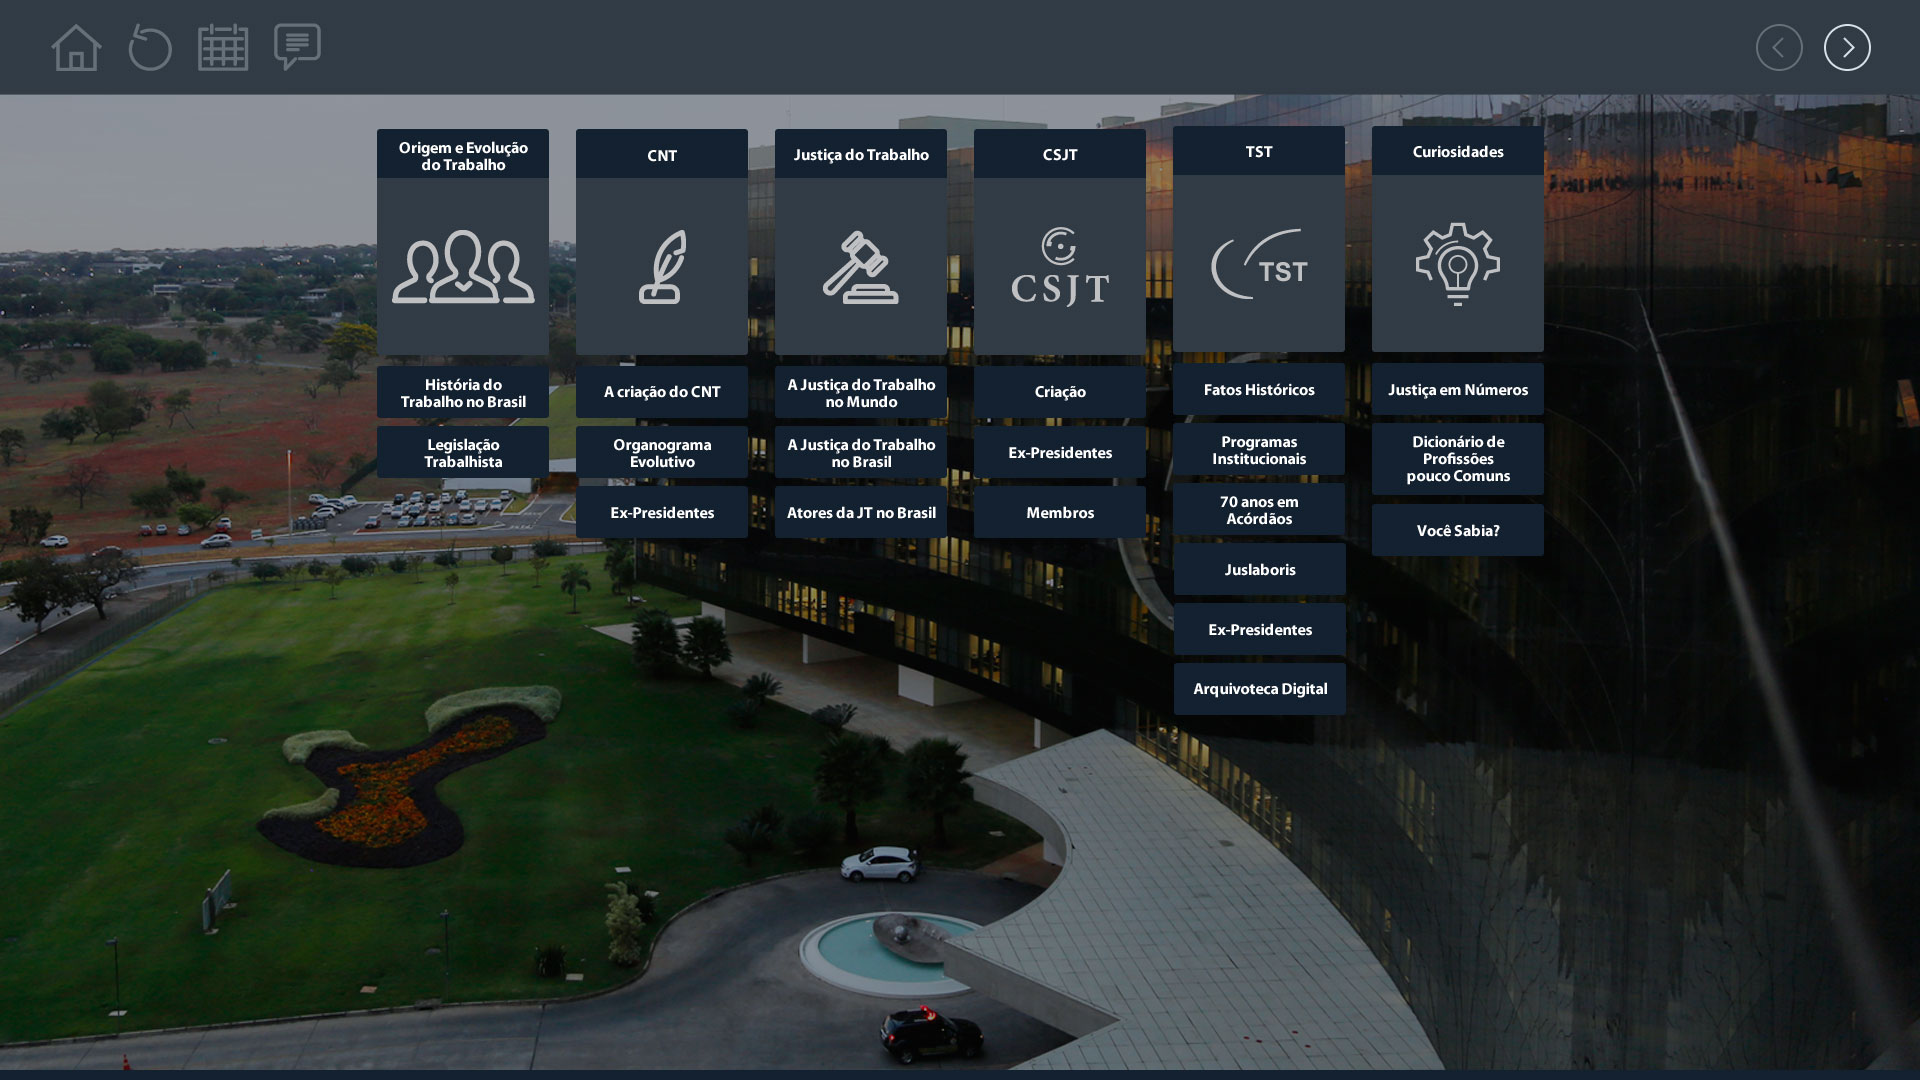 Origem e Evolução
do Trabalho
História do
Trabalho no Brasil
Legislação
Trabalhista
CNT
A criação do CNT
Organograma
Evolutivo
Ex-Presidentes
Justiça do Trabalho
A Justiça do Trabalho
no Mundo
A Justiça do Trabalho
no Brasil
Atores da JT no Brasil
CSJT
CSJT
Criação
Ex-Presidentes
Membros
TST
TST
Fatos Históricos
Programas
Institucionais
70 anos em
Acórdãos
Juslaboris
Ex-Presidentes
Arquivoteca Digital
Curiosidades
Justiça em Números
Dicionário de
Profissões
pouco Comuns
Você Sabia?